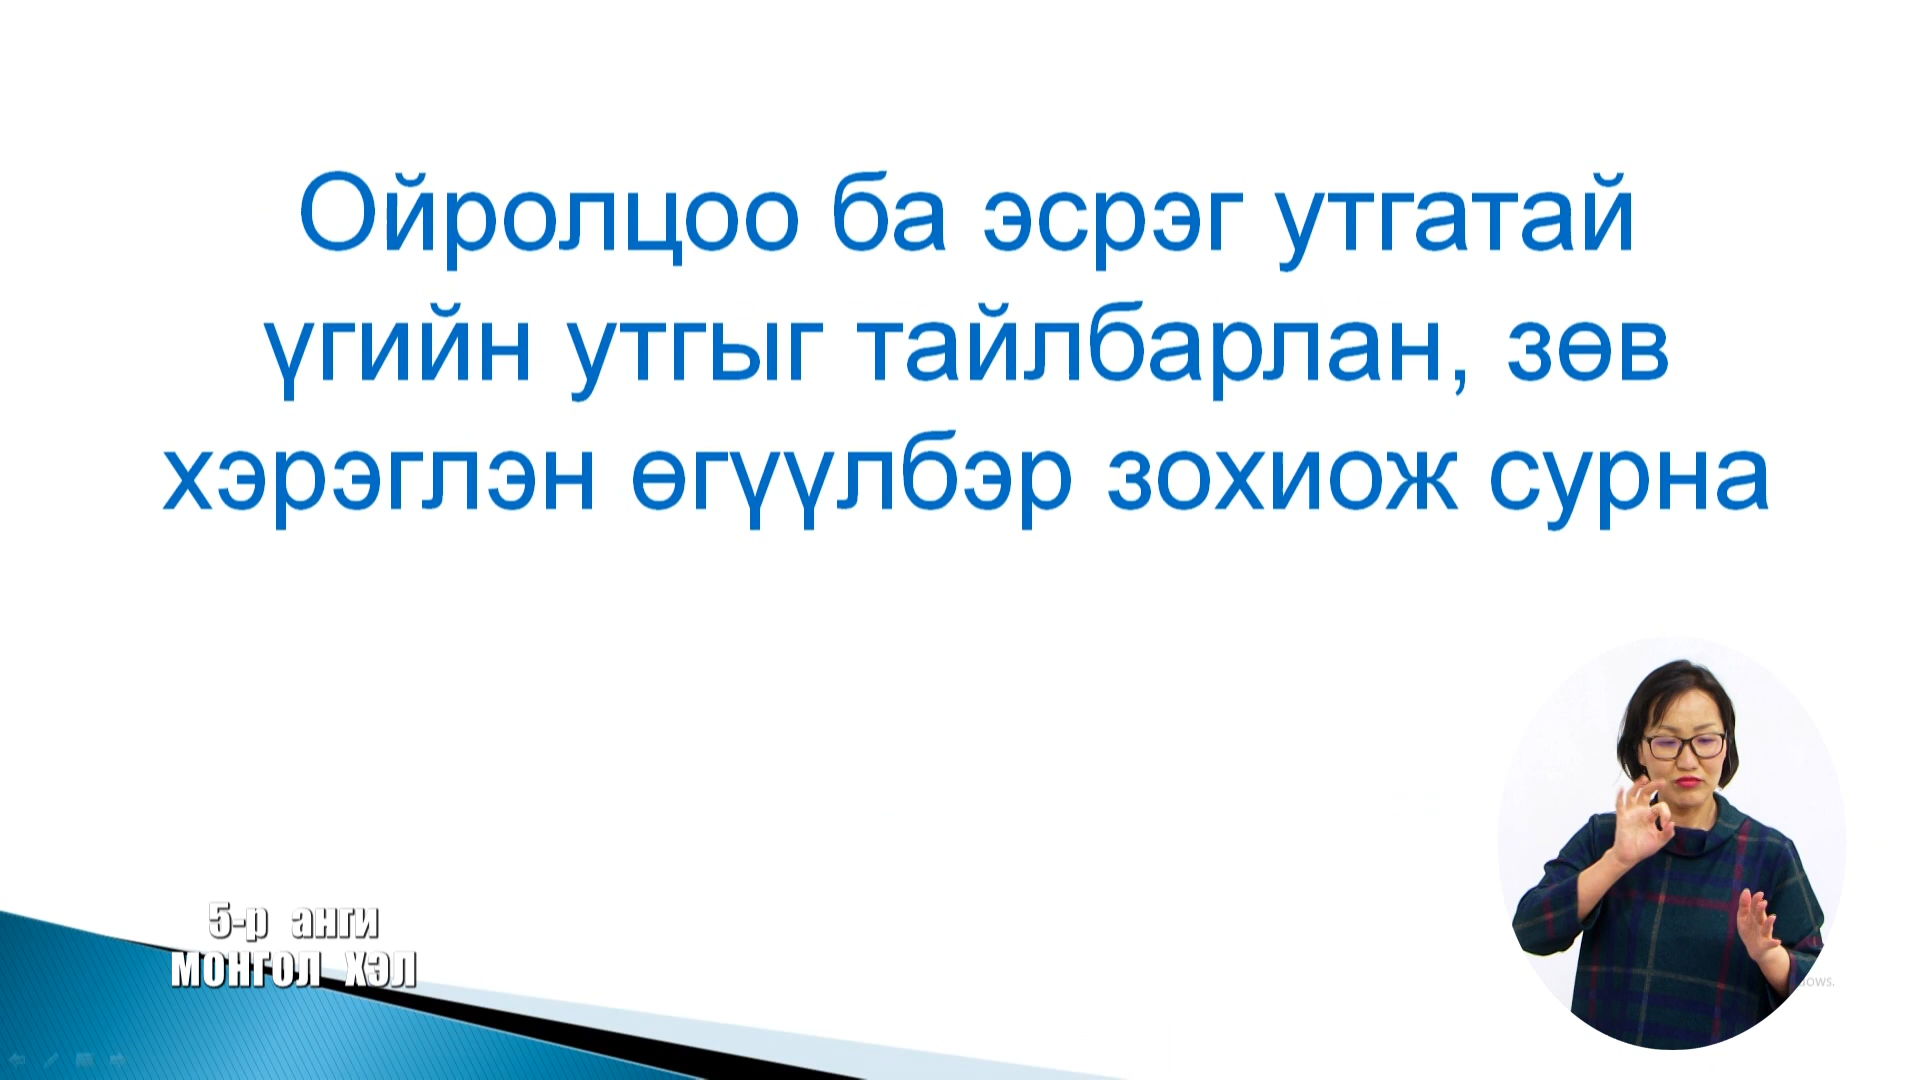 Ойролцоо ба эсрэг утгатай
үгийн утгыг тайлбарлан, зөв
хэрэглэн өгүүлбэр зохиож сурна
5-р анги
МОНГОЛ ХЭЛ